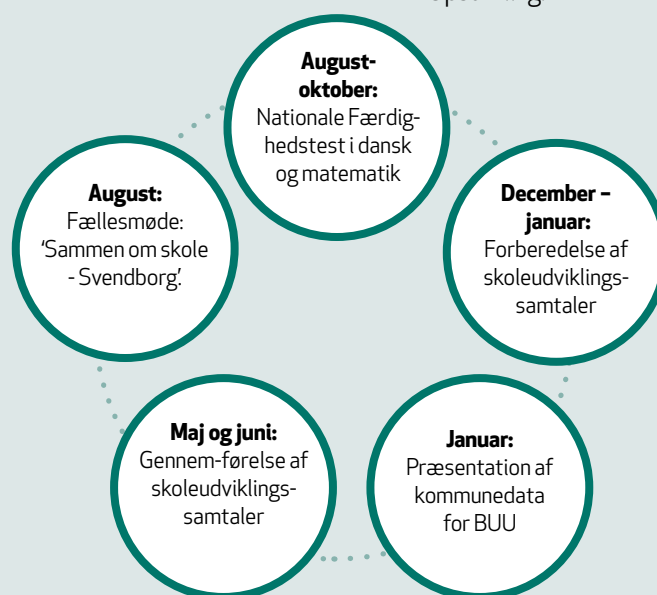 August-
oktober:
Nationale Færdig-
hedstest i dansk
og matematik
December –
januar:
Forberedelse af
skoleudviklings-
samtaler
Januar:
Præsentation af
kommunedata
for BUU
Maj og juni:
Gennem-førelse af
skoleudviklings-
samtaler
August:
Fællesmøde:
‘Sammen om skole
- Svendborg’.